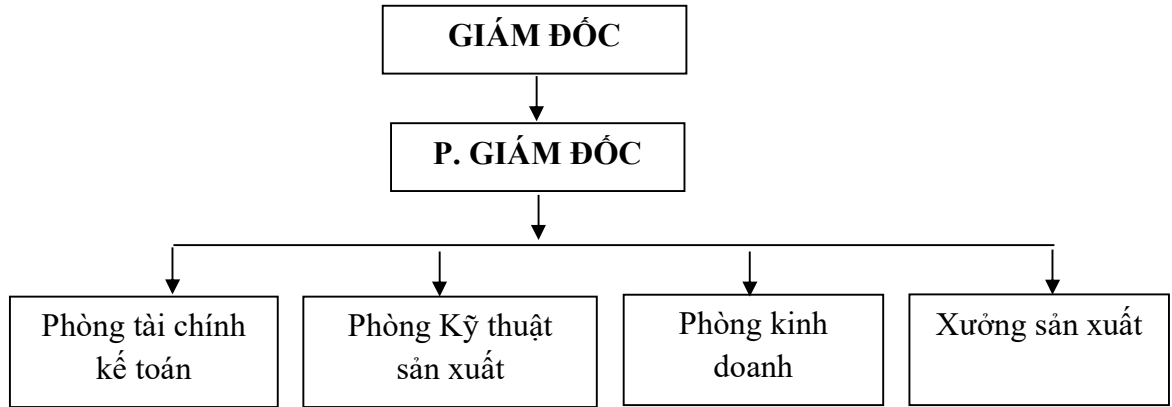 GIÁM ĐỐC
P. GIÁM ĐỐC
Phòng tài chính
kế toán
Phòng Kỹ thuật
sản xuất
Phòng kinh
doanh
Xưởng sản xuất